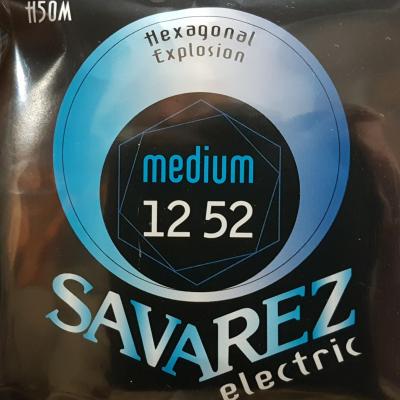 H50M
Hexagonal
Explosion
medium
12 52
SAVAREZ
electric